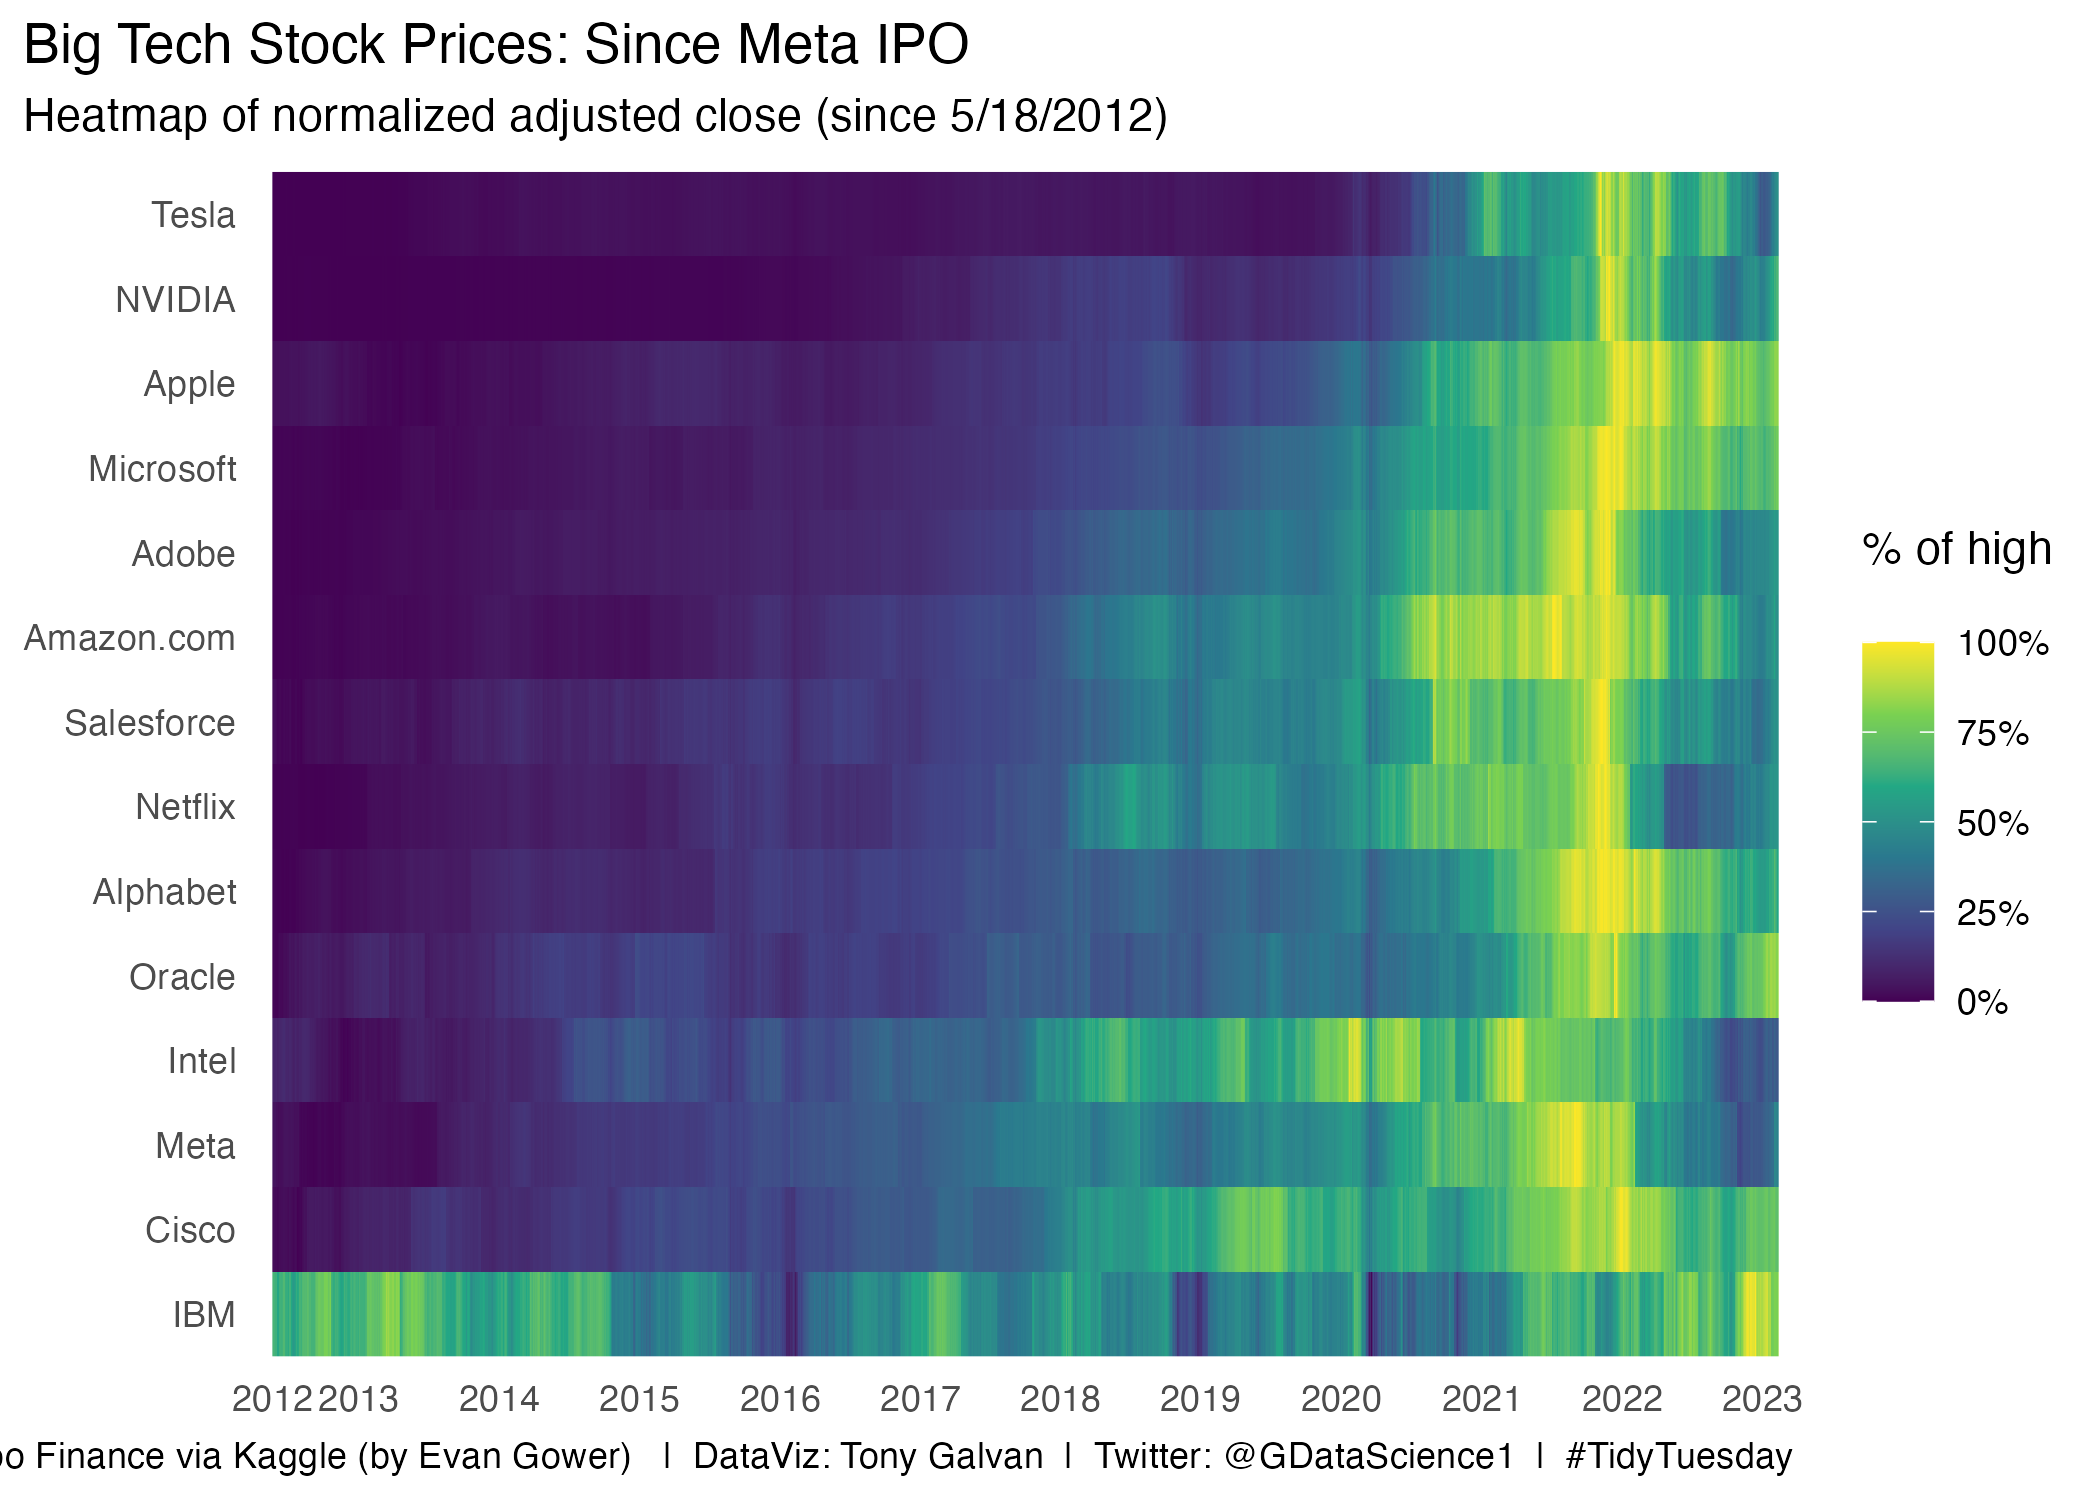 Big Tech Stock Prices: Since Meta IPO
Heatmap of normalized adjusted close (since 5/18/2012)
Tesla
NVIDIA
Apple
Microsoft
Adobe
Amazon.com
Salesforce
Netflix
Alphabet
Oracle
Intel
Meta
Cisco
IBM
% of high
100%
75%
50%
25%
0%
2012 2013 2014 2015 2016 2017 2018 2019 2020 2021 2022 2023
Finance via Kaggle (by Evan Gower) | DataViz: Tony Galvan | Twitter: @GDataScience1 | #TidyTuesday